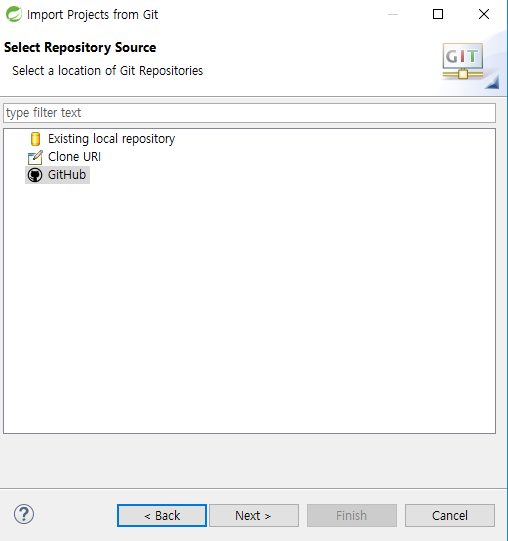 Import Projects from Git
Select Repository Source
Select a location of Git Repositories
GIT
type filter text
Existing local repository
Clone URI
GitHub
?
< Back
Next >
Finish
Cancel